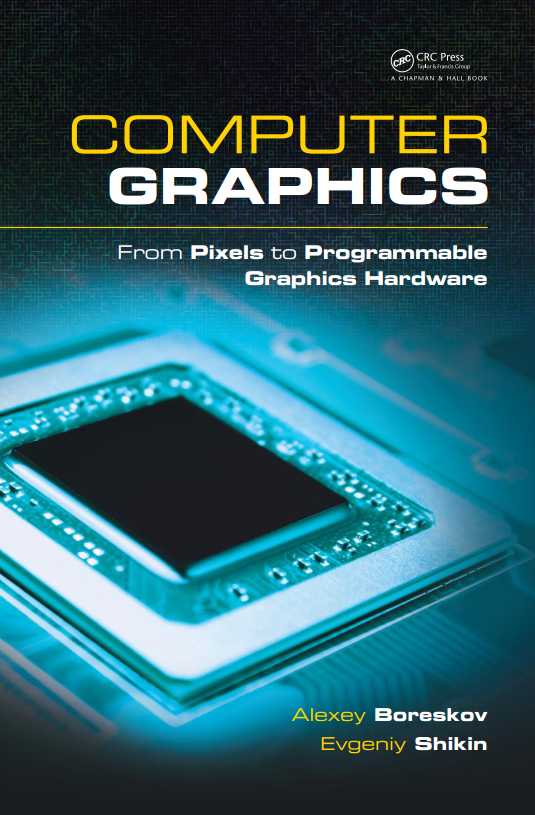 CRC
CRC Press
Taylor & Francis Group
A CHAPMAN & HALL BOOK
COMPUTER
GRAPHICS
From Pixels to Programmable
Graphics Hardware
Alexey Boreskov
Evgeniy Shikin